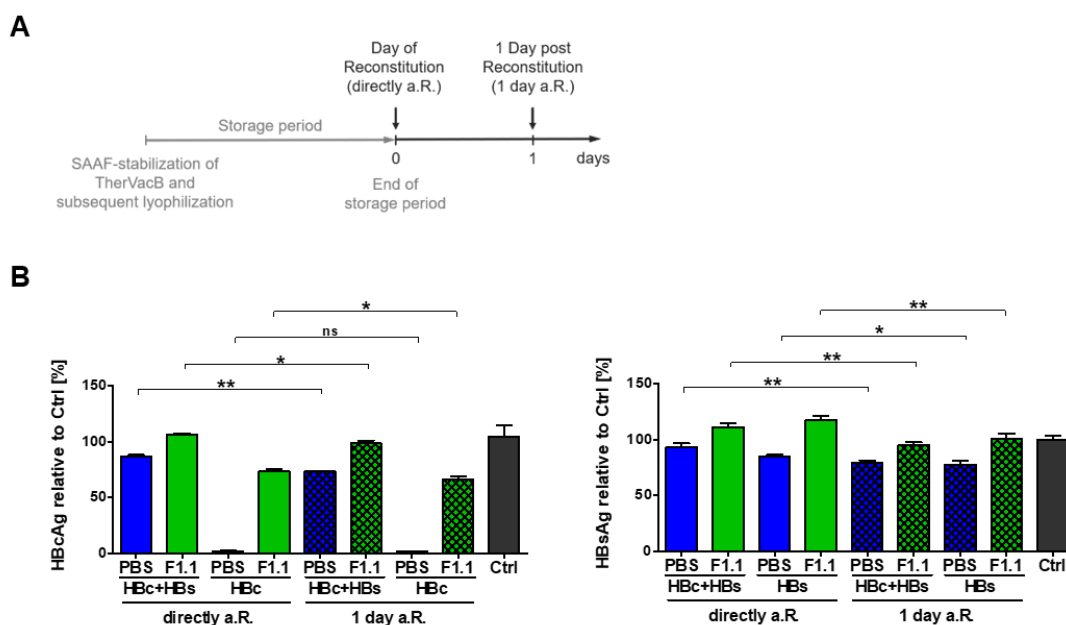 A
Day of
Reconstitution
(directly a.R.)
1 Day post
Reconstitution
(1 day a.R.)
Storage period
0
1
days
SAAF-stabilization of
TherVacB and
subsequent lyophilization
End of
storage period
B
HBcAg relative to Ctrl [%]
150
100
50
0
*
ns
*
**
PBS F1.1 PBS F1.1 PBS F1.1 PBS F1.1 Ctrl
HBc+HBs HBc HBc+HBs HBc
directly a.R. 1 day a.R.
HBsAg relative to Ctrl [%]
150
100
50
0
**
*
**
**
PBS F1.1 PBS F1.1 PBS F1.1 PBS F1.1 Ctrl
HBc+HBs HBs HBc+HBs HBs
directly a.R. 1 day a.R.